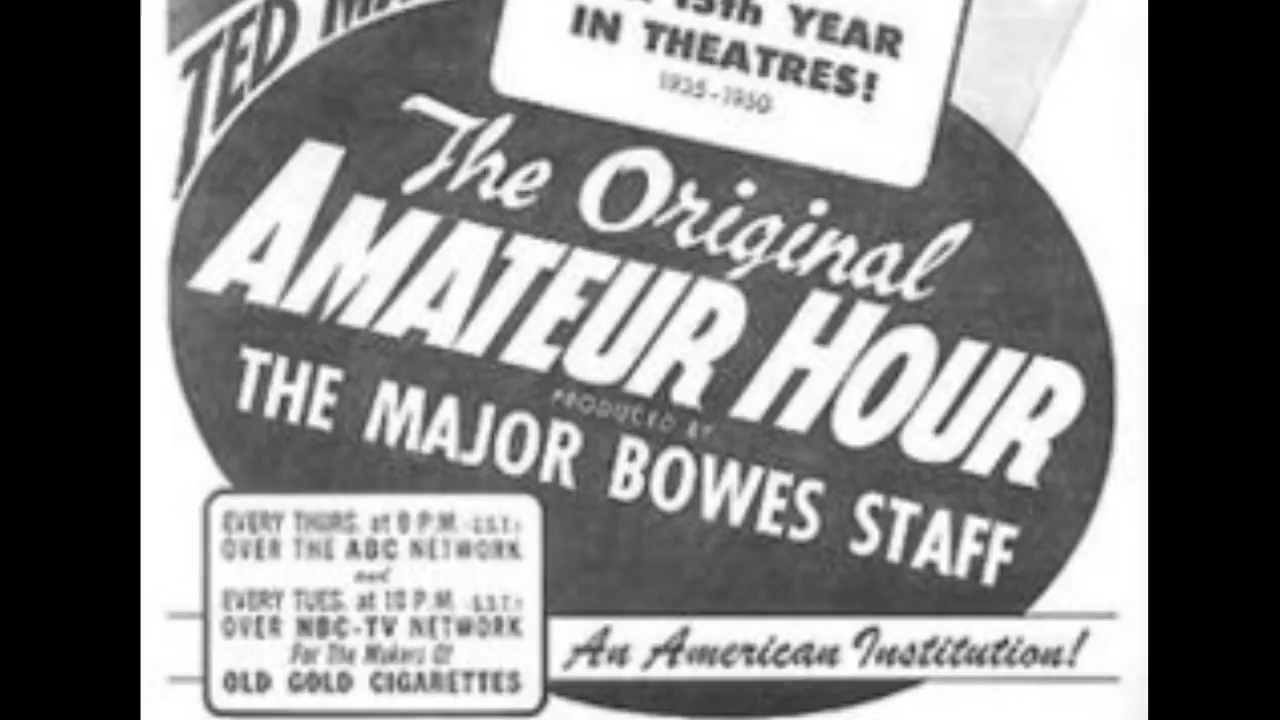 TED
15th YEAR
IN THEATRES!
1935-1950
The Original
AMATEUR HOUR
PRODUCED BY
THE MAJOR BOWES STAFF
EVERY THURS. at 9 P.M. (E.S.T.)
OVER THE ABC NETWORK
and
EVERY TUES. at 10 P.M. (E.S.T.)
OVER NBC-TV NETWORK
For The Makers Of
OLD GOLD CIGARETTES
An American Institution!